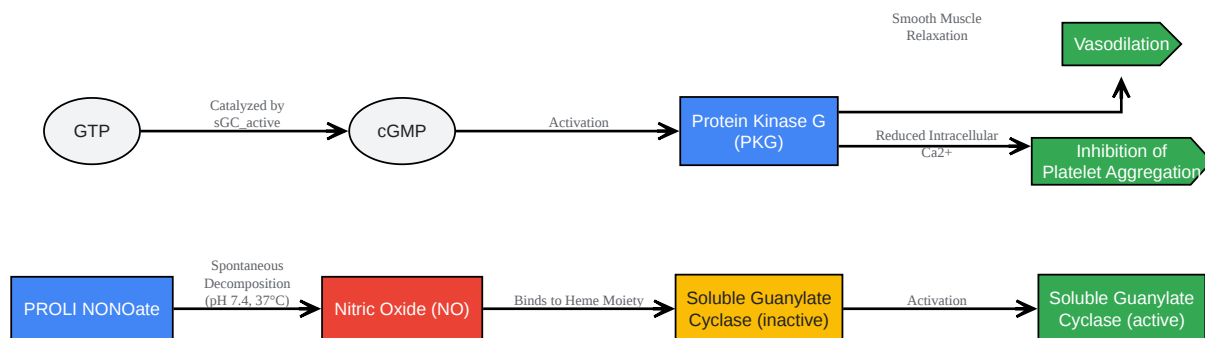 Smooth Muscle
Relaxation
Vasodilation
GTP
Catalyzed by
sGC_active
cGMP
Activation
Protein Kinase G
(PKG)
Reduced Intracellular
Ca2+
Inhibition of
Platelet Aggregation
PROLI NONOate
Spontaneous
Decomposition
(pH 7.4, 37°C)
Nitric Oxide (NO)
Binds to Heme Moiety
Soluble Guanylate
Cyclase (inactive)
Activation
Soluble Guanylate
Cyclase (active)